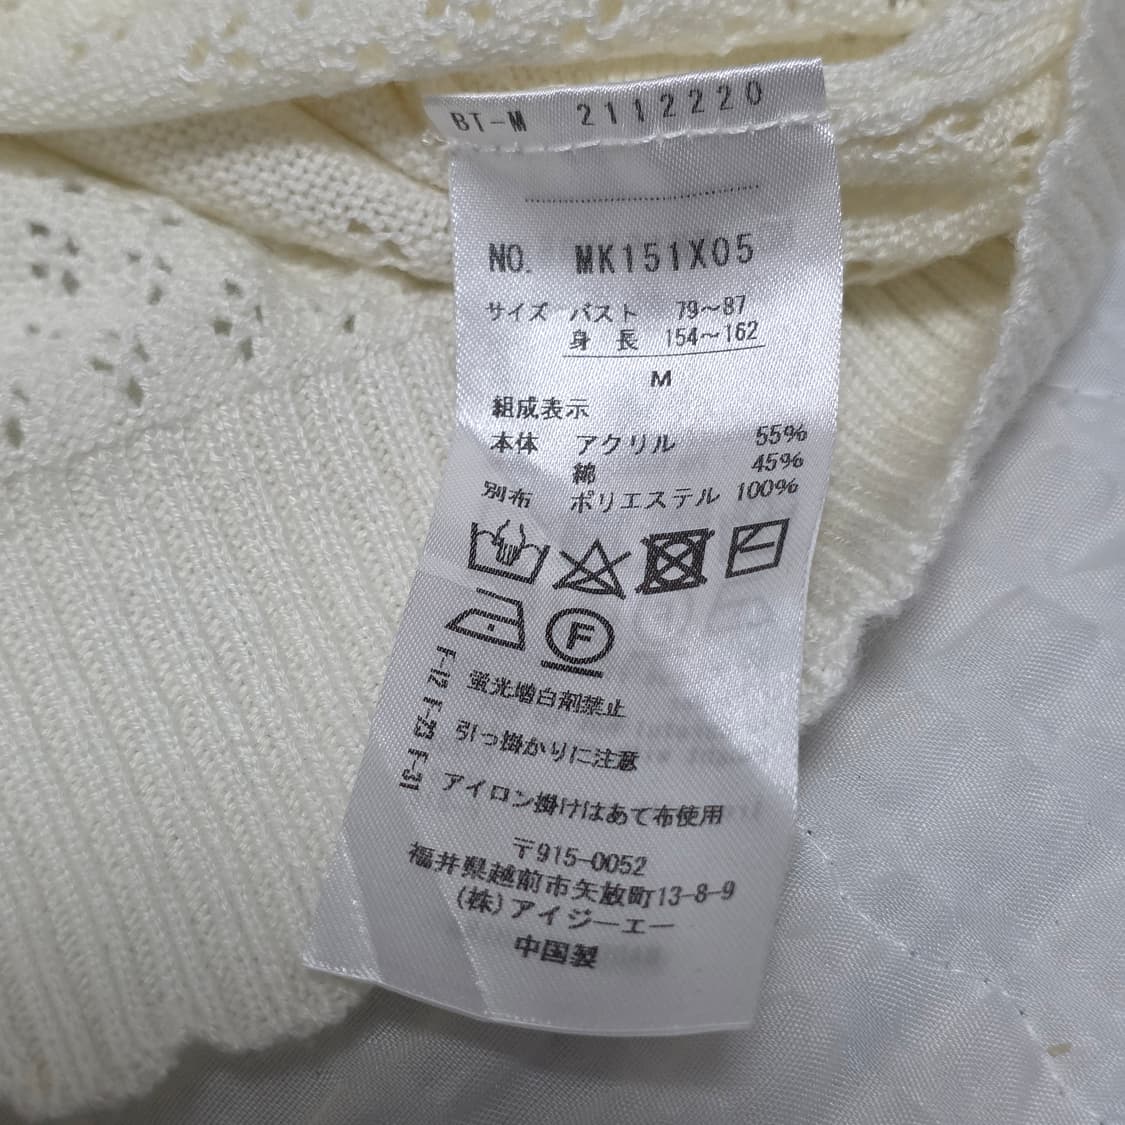 BT-M 2112220
NO. MK151X05
サイズ バスト 79～87
身 長 154～162
M
組成表示
本体 アクリル 55%
綿 45%
別布 ポリエステル 100%
F
F-12 F-23 F-31
蛍光増白剤禁止
引っ掛かりに注意
アイロン掛けはあて布使用
〒915-0052
福井県越前市矢放町13-8-9
(株)アイジーエー
中国製